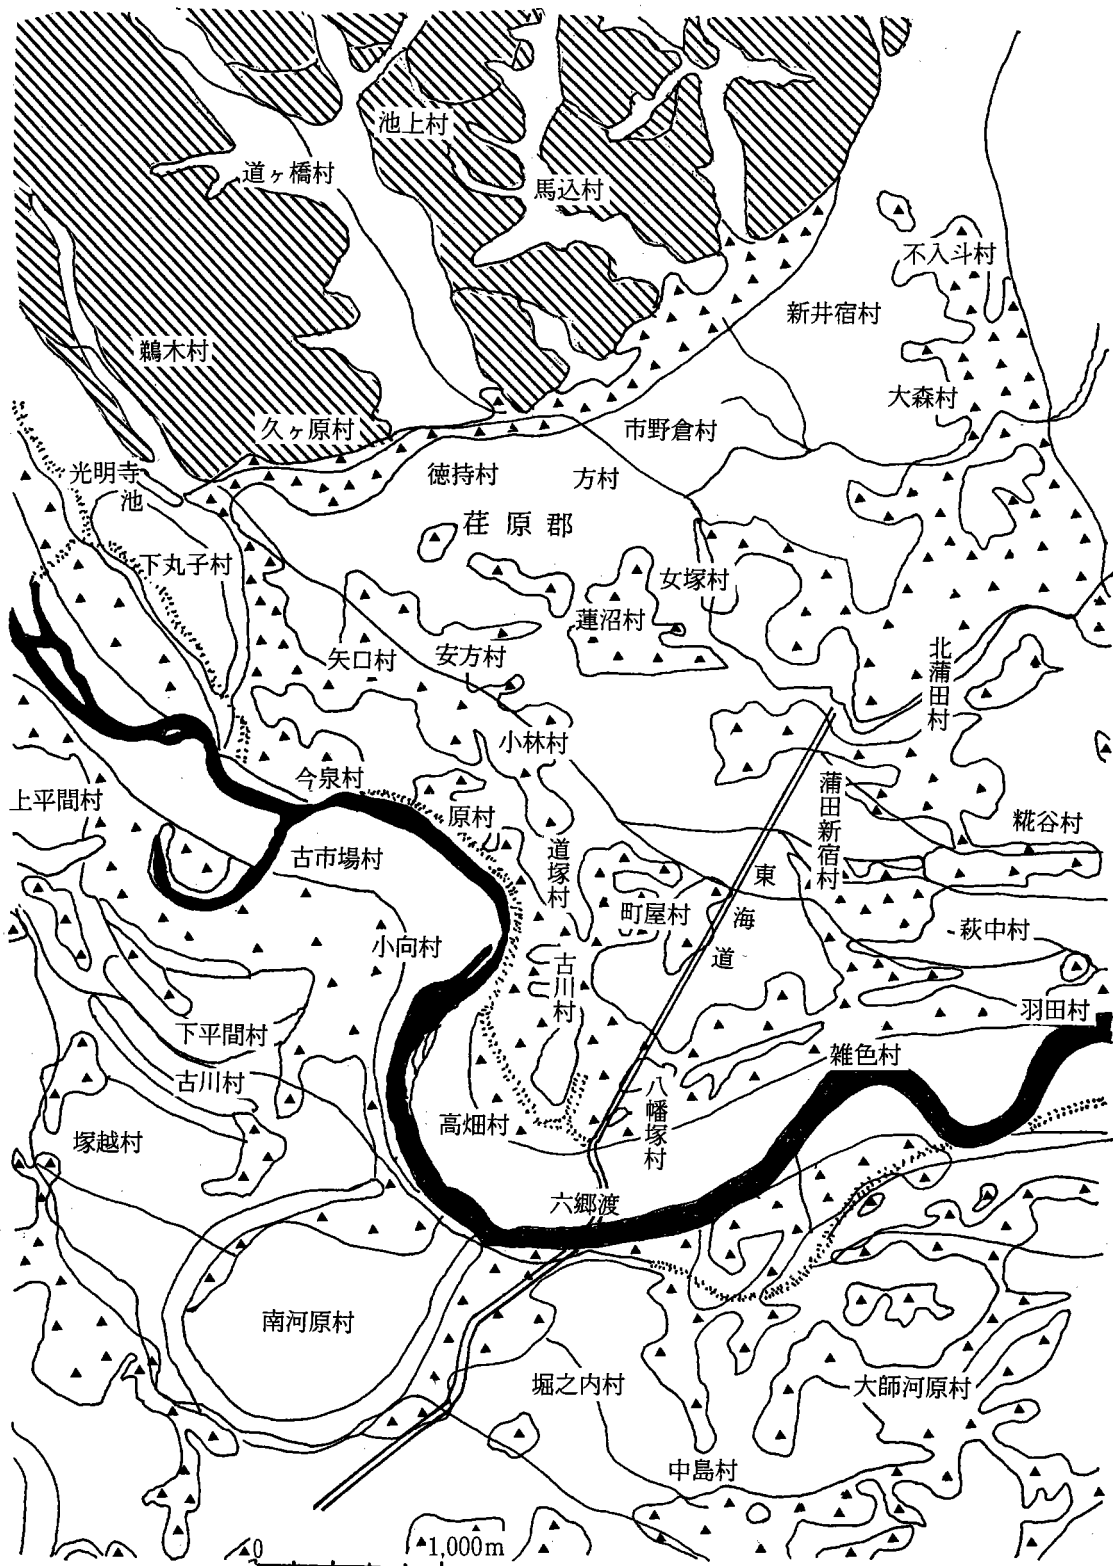 池上村
道ヶ橋村
馬込村
不入斗村
新井宿村
鵜木村
大森村
久ヶ原村
市野倉村
光明寺
池
徳持村
方村
荏原郡
下丸子村
女塚村
蓮沼村
矢口村
安方村
北蒲田村
小林村
今泉村
上平間村
原村
蒲田新宿村
糀谷村
道塚村
古市場村
東海道
町屋村
小向村
萩中村
古川村
羽田村
下平間村
雑色村
古川村
八幡塚村
高畑村
塚越村
六郷渡
南河原村
堀之内村
大師河原村
中島村
0 1,000m